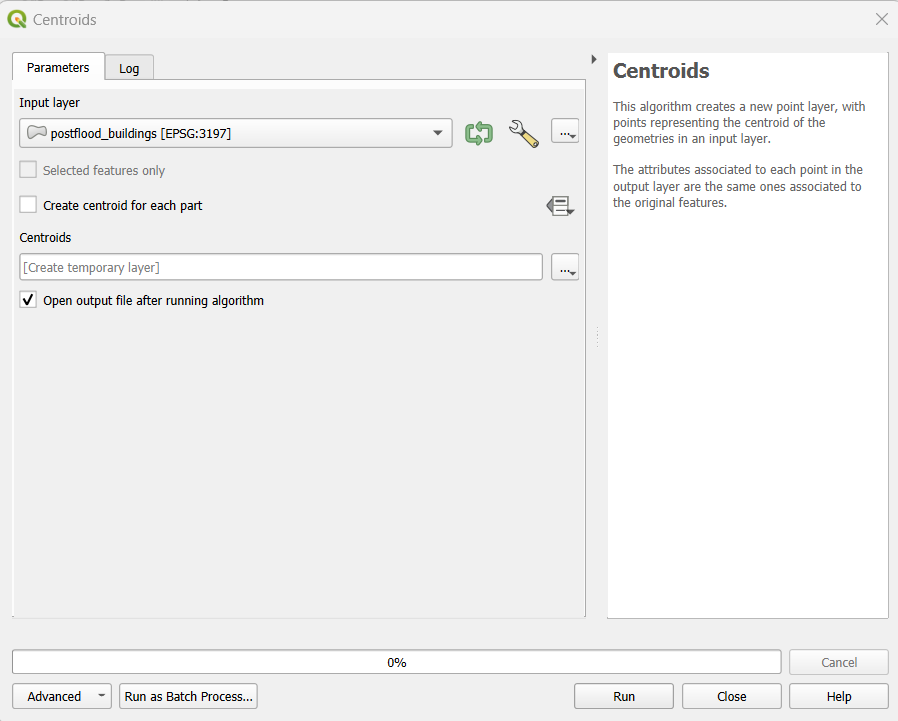 Centroids
Parameters
Log
Input layer
postflood_buildings [EPSG:3197]
...
Selected features only
Create centroid for each part
Centroids
[Create temporary layer]
...
Open output file after running algorithm
Centroids
This algorithm creates a new point layer, with
points representing the centroid of the
geometries in an input layer.
The attributes associated to each point in the
output layer are the same ones associated to
the original features.
0%
Cancel
Advanced
Run as Batch Process...
Run
Close
Help